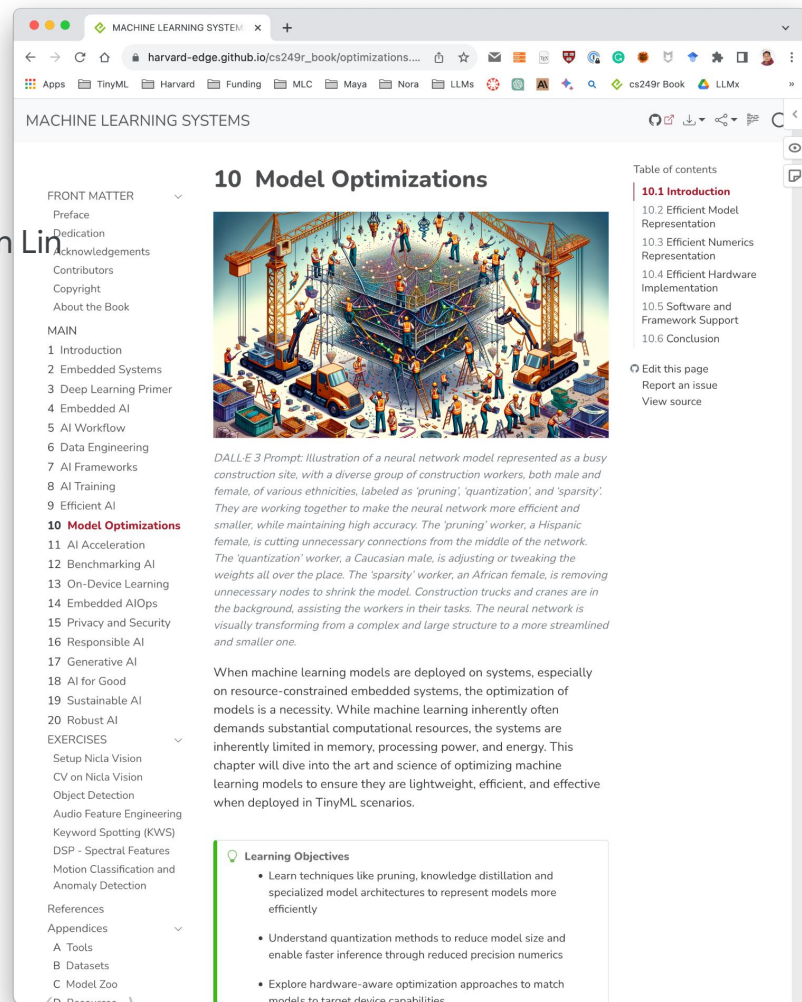 MACHINE LEARNING SYSTEM
harvard-edge.github.io/cs249r_book/optimizations....
Apps TinyML Harvard Funding MLC Maya Nora LLMs cs249r Book LLMx »
MACHINE LEARNING SYSTEMS
n Lin
FRONT MATTER
Preface
Dedication
Acknowledgements
Contributors
Copyright
About the Book
MAIN
1 Introduction
2 Embedded Systems
3 Deep Learning Primer
4 Embedded AI
5 AI Workflow
6 Data Engineering
7 AI Frameworks
8 AI Training
9 Efficient AI
10 Model Optimizations
11 AI Acceleration
12 Benchmarking AI
13 On-Device Learning
14 Embedded AIOps
15 Privacy and Security
16 Responsible AI
17 Generative AI
18 AI for Good
19 Sustainable AI
20 Robust AI
EXERCISES
Setup Nicla Vision
CV on Nicla Vision
Object Detection
Audio Feature Engineering
Keyword Spotting (KWS)
DSP - Spectral Features
Motion Classification and
Anomaly Detection
References
Appendices
A Tools
B Datasets
C Model Zoo
D Resources
10 Model Optimizations
DALL·E 3 Prompt: Illustration of a neural network model represented as a busy
construction site, with a diverse group of construction workers, both male and
female, of various ethnicities, labeled as ‘pruning’, ‘quantization’, and ‘sparsity’.
They are working together to make the neural network more efficient and
smaller, while maintaining high accuracy. The ‘pruning’ worker, a Hispanic
female, is cutting unnecessary connections from the middle of the network.
The ‘quantization’ worker, a Caucasian male, is adjusting or tweaking the
weights all over the place. The ‘sparsity’ worker, an African female, is removing
unnecessary nodes to shrink the model. Construction trucks and cranes are in
the background, assisting the workers in their tasks. The neural network is
visually transforming from a complex and large structure to a more streamlined
and smaller one.
When machine learning models are deployed on systems, especially
on resource-constrained embedded systems, the optimization of
models is a necessity. While machine learning inherently often
demands substantial computational resources, the systems are
inherently limited in memory, processing power, and energy. This
chapter will dive into the art and science of optimizing machine
learning models to ensure they are lightweight, efficient, and effective
when deployed in TinyML scenarios.
Learning Objectives
• Learn techniques like pruning, knowledge distillation and
specialized model architectures to represent models more
efficiently
• Understand quantization methods to reduce model size and
enable faster inference through reduced precision numerics
• Explore hardware-aware optimization approaches to match
models to target device capabilities
Table of contents
10.1 Introduction
10.2 Efficient Model
Representation
10.3 Efficient Numerics
Representation
10.4 Efficient Hardware
Implementation
10.5 Software and
Framework Support
10.6 Conclusion
Edit this page
Report an issue
View source